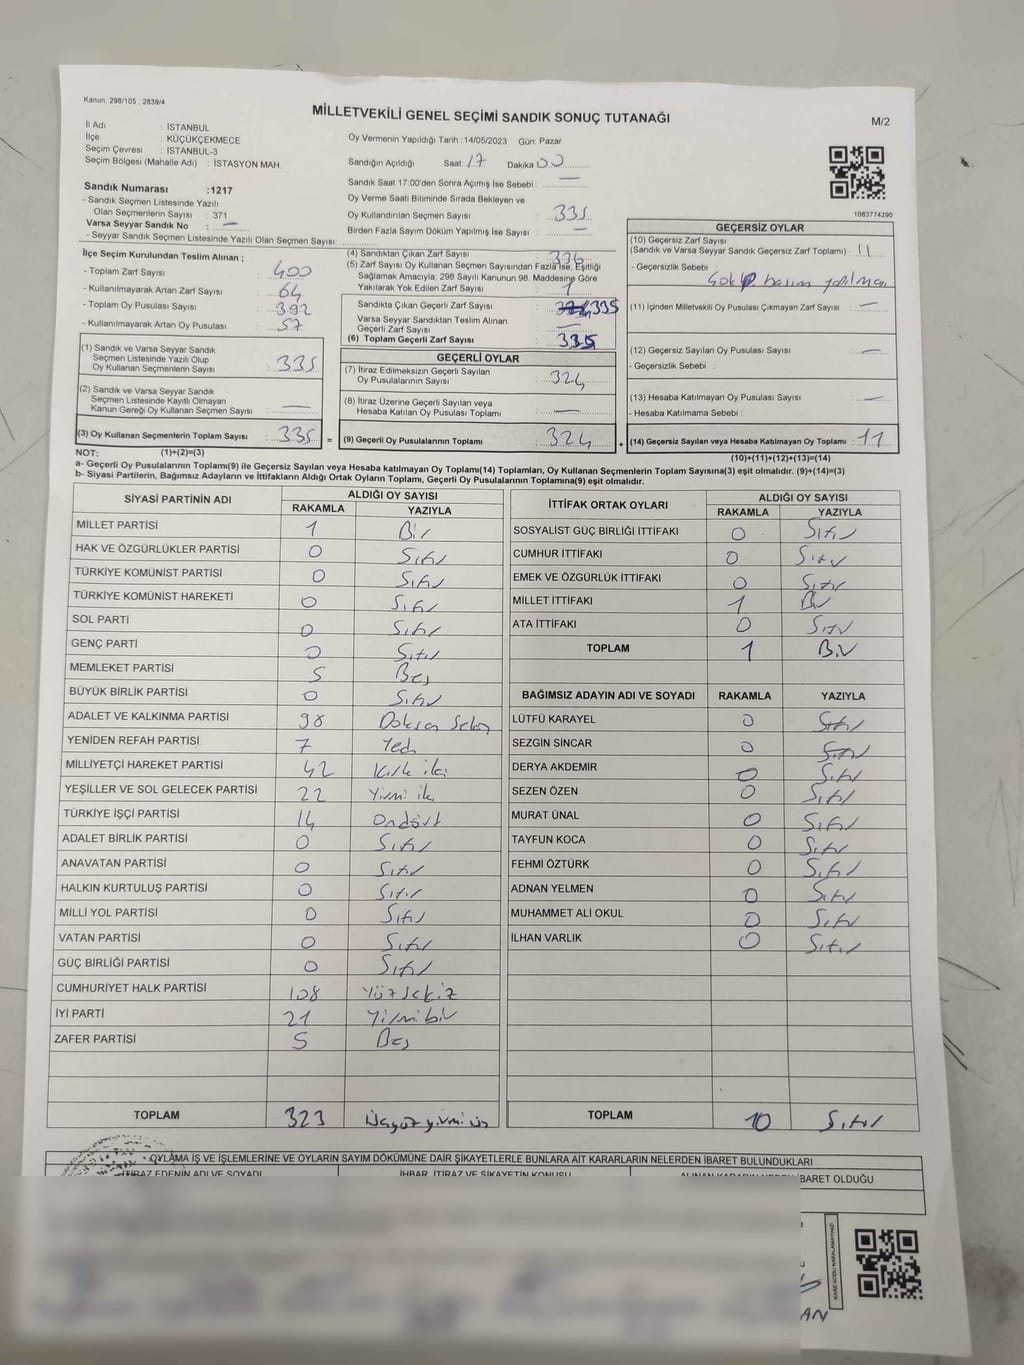 Kanun: 298/105 , 2839/4
MİLLETVEKİLİ GENEL SEÇİMİ SANDIK SONUÇ TUTANAĞI
M/2
İl Adı : İSTANBUL
İlçe : KÜÇÜKÇEKMECE
Seçim Çevresi : İSTANBUL-3
Seçim Bölgesi (Mahalle Adı) : İSTASYON MAH.
Oy Vermenin Yapıldığı Tarih : 14/05/2023 Gün: Pazar
Sandığın Açıldığı Saat: 17 Dakika 00
Sandık Saat 17:00'den Sonra Açımış İse Sebebi : —
Oy Verme Saati Bitiminde Sırada Bekleyen ve
Oy Kullandırılan Seçmen Sayısı : 335
Birden Fazla Sayım Döküm Yapılmış İse Sayısı : —
1083774290
Sandık Numarası :1217
- Sandık Seçmen Listesinde Yazılı
Olan Seçmenlerin Sayısı : 371
Varsa Seyyar Sandık No : —
- Seyyar Sandık Seçmen Listesinde Yazılı Olan Seçmen Sayısı:
İlçe Seçim Kurulundan Teslim Alınan ;
- Toplam Zarf Sayısı : 400
- Kullanılmayarak Artan Zarf Sayısı : 64
- Toplam Oy Pusulası Sayısı : 392
- Kullanılmayarak Artan Oy Pusulası : 57
(1) Sandık ve Varsa Seyyar Sandık
Seçmen Listesinde Yazılı Olup
Oy Kullanan Seçmenlerin Sayısı : 335
(2) Sandık ve Varsa Seyyar Sandık
Seçmen Listesinde Kayıtlı Olmayan
Kanun Gereği Oy Kullanan Seçmen Sayısı : —
(3) Oy Kullanan Seçmenlerin Toplam Sayısı : 335 =
(4) Sandıktan Çıkan Zarf Sayısı : 336
(5) Zarf Sayısı Oy Kullanan Seçmen Sayısından Fazla İse, Eşitliği
Sağlamak Amacıyla, 298 Sayılı Kanunun 98. Maddesine Göre
Yakılarak Yok Edilen Zarf Sayısı : 1
Sandıkta Çıkan Geçerli Zarf Sayısı : 335
Varsa Seyyar Sandıktan Teslim Alınan
Geçerli Zarf Sayısı : —
(6) Toplam Geçerli Zarf Sayısı : 335
GEÇERLİ OYLAR
(7) İtiraz Edilmeksizin Geçerli Sayılan
Oy Pusulalarının Sayısı : 324
(8) İtiraz Üzerine Geçerli Sayılan veya
Hesaba Katılan Oy Pusulası Toplamı : —
(9) Geçerli Oy Pusulalarının Toplamı : 324 +
GEÇERSİZ OYLAR
(10) Geçersiz Zarf Sayısı
(Sandık ve Varsa Seyyar Sandık Geçersiz Zarf Toplamı) : 11
- Geçersizlik Sebebi :
(11) İçinden Milletvekili Oy Pusulası Çıkmayan Zarf Sayısı : —
(12) Geçersiz Sayılan Oy Pusulası Sayısı : —
- Geçersizlik Sebebi :
(13) Hesaba Katılmayan Oy Pusulası Sayısı : —
- Hesaba Katılmama Sebebi :
(14) Geçersiz Sayılan veya Hesaba Katılmayan Oy Toplamı : 11
NOT: (1)+(2)=(3) (10)+(11)+(12)+(13)=(14)
a- Geçerli Oy Pusulalarının Toplamı(9) ile Geçersiz Sayılan veya Hesaba katılmayan Oy Toplamı(14) Toplamları, Oy Kullanan Seçmenlerin Toplam Sayısına(3) eşit olmalıdır. (9)+(14)=(3)
b- Siyasi Partilerin, Bağımsız Adayların ve İttifakların Aldığı Ortak Oyların Toplamı, Geçerli Oy Pusulalarının Toplamına(9) eşit olmalıdır.
SİYASİ PARTİNİN ADI ALDIĞI OY SAYISI
RAKAMLA YAZIYLA
MİLLET PARTİSİ 1 Bir
HAK VE ÖZGÜRLÜKLER PARTİSİ 0 Sıfır
TÜRKİYE KOMÜNİST PARTİSİ 0 Sıfır
TÜRKİYE KOMÜNİST HAREKETİ 0 Sıfır
SOL PARTİ 0 Sıfır
GENÇ PARTİ 0 Sıfır
MEMLEKET PARTİSİ 5 Beş
BÜYÜK BİRLİK PARTİSİ 0 Sıfır
ADALET VE KALKINMA PARTİSİ 98 Doksan Sekiz
YENİDEN REFAH PARTİSİ 7 Yedi
MİLLİYETÇİ HAREKET PARTİSİ 42 Kırk iki
YEŞİLLER VE SOL GELECEK PARTİSİ 22 Yirmi iki
TÜRKİYE İŞÇİ PARTİSİ 14 Ondört
ADALET BİRLİK PARTİSİ 0 Sıfır
ANAVATAN PARTİSİ 0 Sıfır
HALKIN KURTULUŞ PARTİSİ 0 Sıfır
MİLLİ YOL PARTİSİ 0 Sıfır
VATAN PARTİSİ 0 Sıfır
GÜÇ BİRLİĞİ PARTİSİ 0 Sıfır
CUMHURİYET HALK PARTİSİ 108 Yüzsekiz
İYİ PARTİ 21 Yirmibir
ZAFER PARTİSİ 5 Beş
TOPLAM 323 Üçyüz yirmi üç
İTTİFAK ORTAK OYLARI ALDIĞI OY SAYISI
RAKAMLA YAZIYLA
SOSYALİST GÜÇ BİRLİĞİ İTTİFAKI 0 Sıfır
CUMHUR İTTİFAKI 0 Sıfır
EMEK VE ÖZGÜRLÜK İTTİFAKI 0 Sıfır
MİLLET İTTİFAKI 1 Bir
ATA İTTİFAKI 0 Sıfır
TOPLAM 1 Bir
BAĞIMSIZ ADAYIN ADI VE SOYADI RAKAMLA YAZIYLA
LÜTFÜ KARAYEL 0 Sıfır
SEZGİN SİNCAR 0 Sıfır
DERYA AKDEMİR 0 Sıfır
SEZEN ÖZEN 0 Sıfır
MURAT ÜNAL 0 Sıfır
TAYFUN KOCA 0 Sıfır
FEHMİ ÖZTÜRK 0 Sıfır
ADNAN YELMEN 0 Sıfır
MUHAMMET ALİ OKUL 0 Sıfır
İLHAN VARLIK 0 Sıfır
TOPLAM Sıfır
OYLAMA İŞ VE İŞLEMLERİNE VE OYLARIN SAYIM DÖKÜMÜNE DAİR ŞİKAYETLERLE BUNLARA AİT KARARLARIN NELERDEN İBARET BULUNDUKLARI
İTİRAZ EDENİN ADI VE SOYADI İHBAR, İTİRAZ VE ŞİKAYETİN KONUSU ALINAN KARARIN NEDEN İBARET OLDUĞU